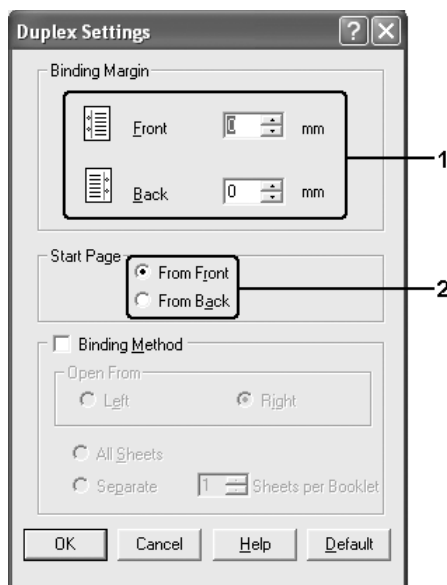 Duplex Settings
Binding Margin
Front 0 mm
1
Back 0 mm
Start Page
From Front
2
From Back
Binding Method
Open From
Left Right
All Sheets
Separate 1 Sheets per Booklet
OK Cancel Help Default